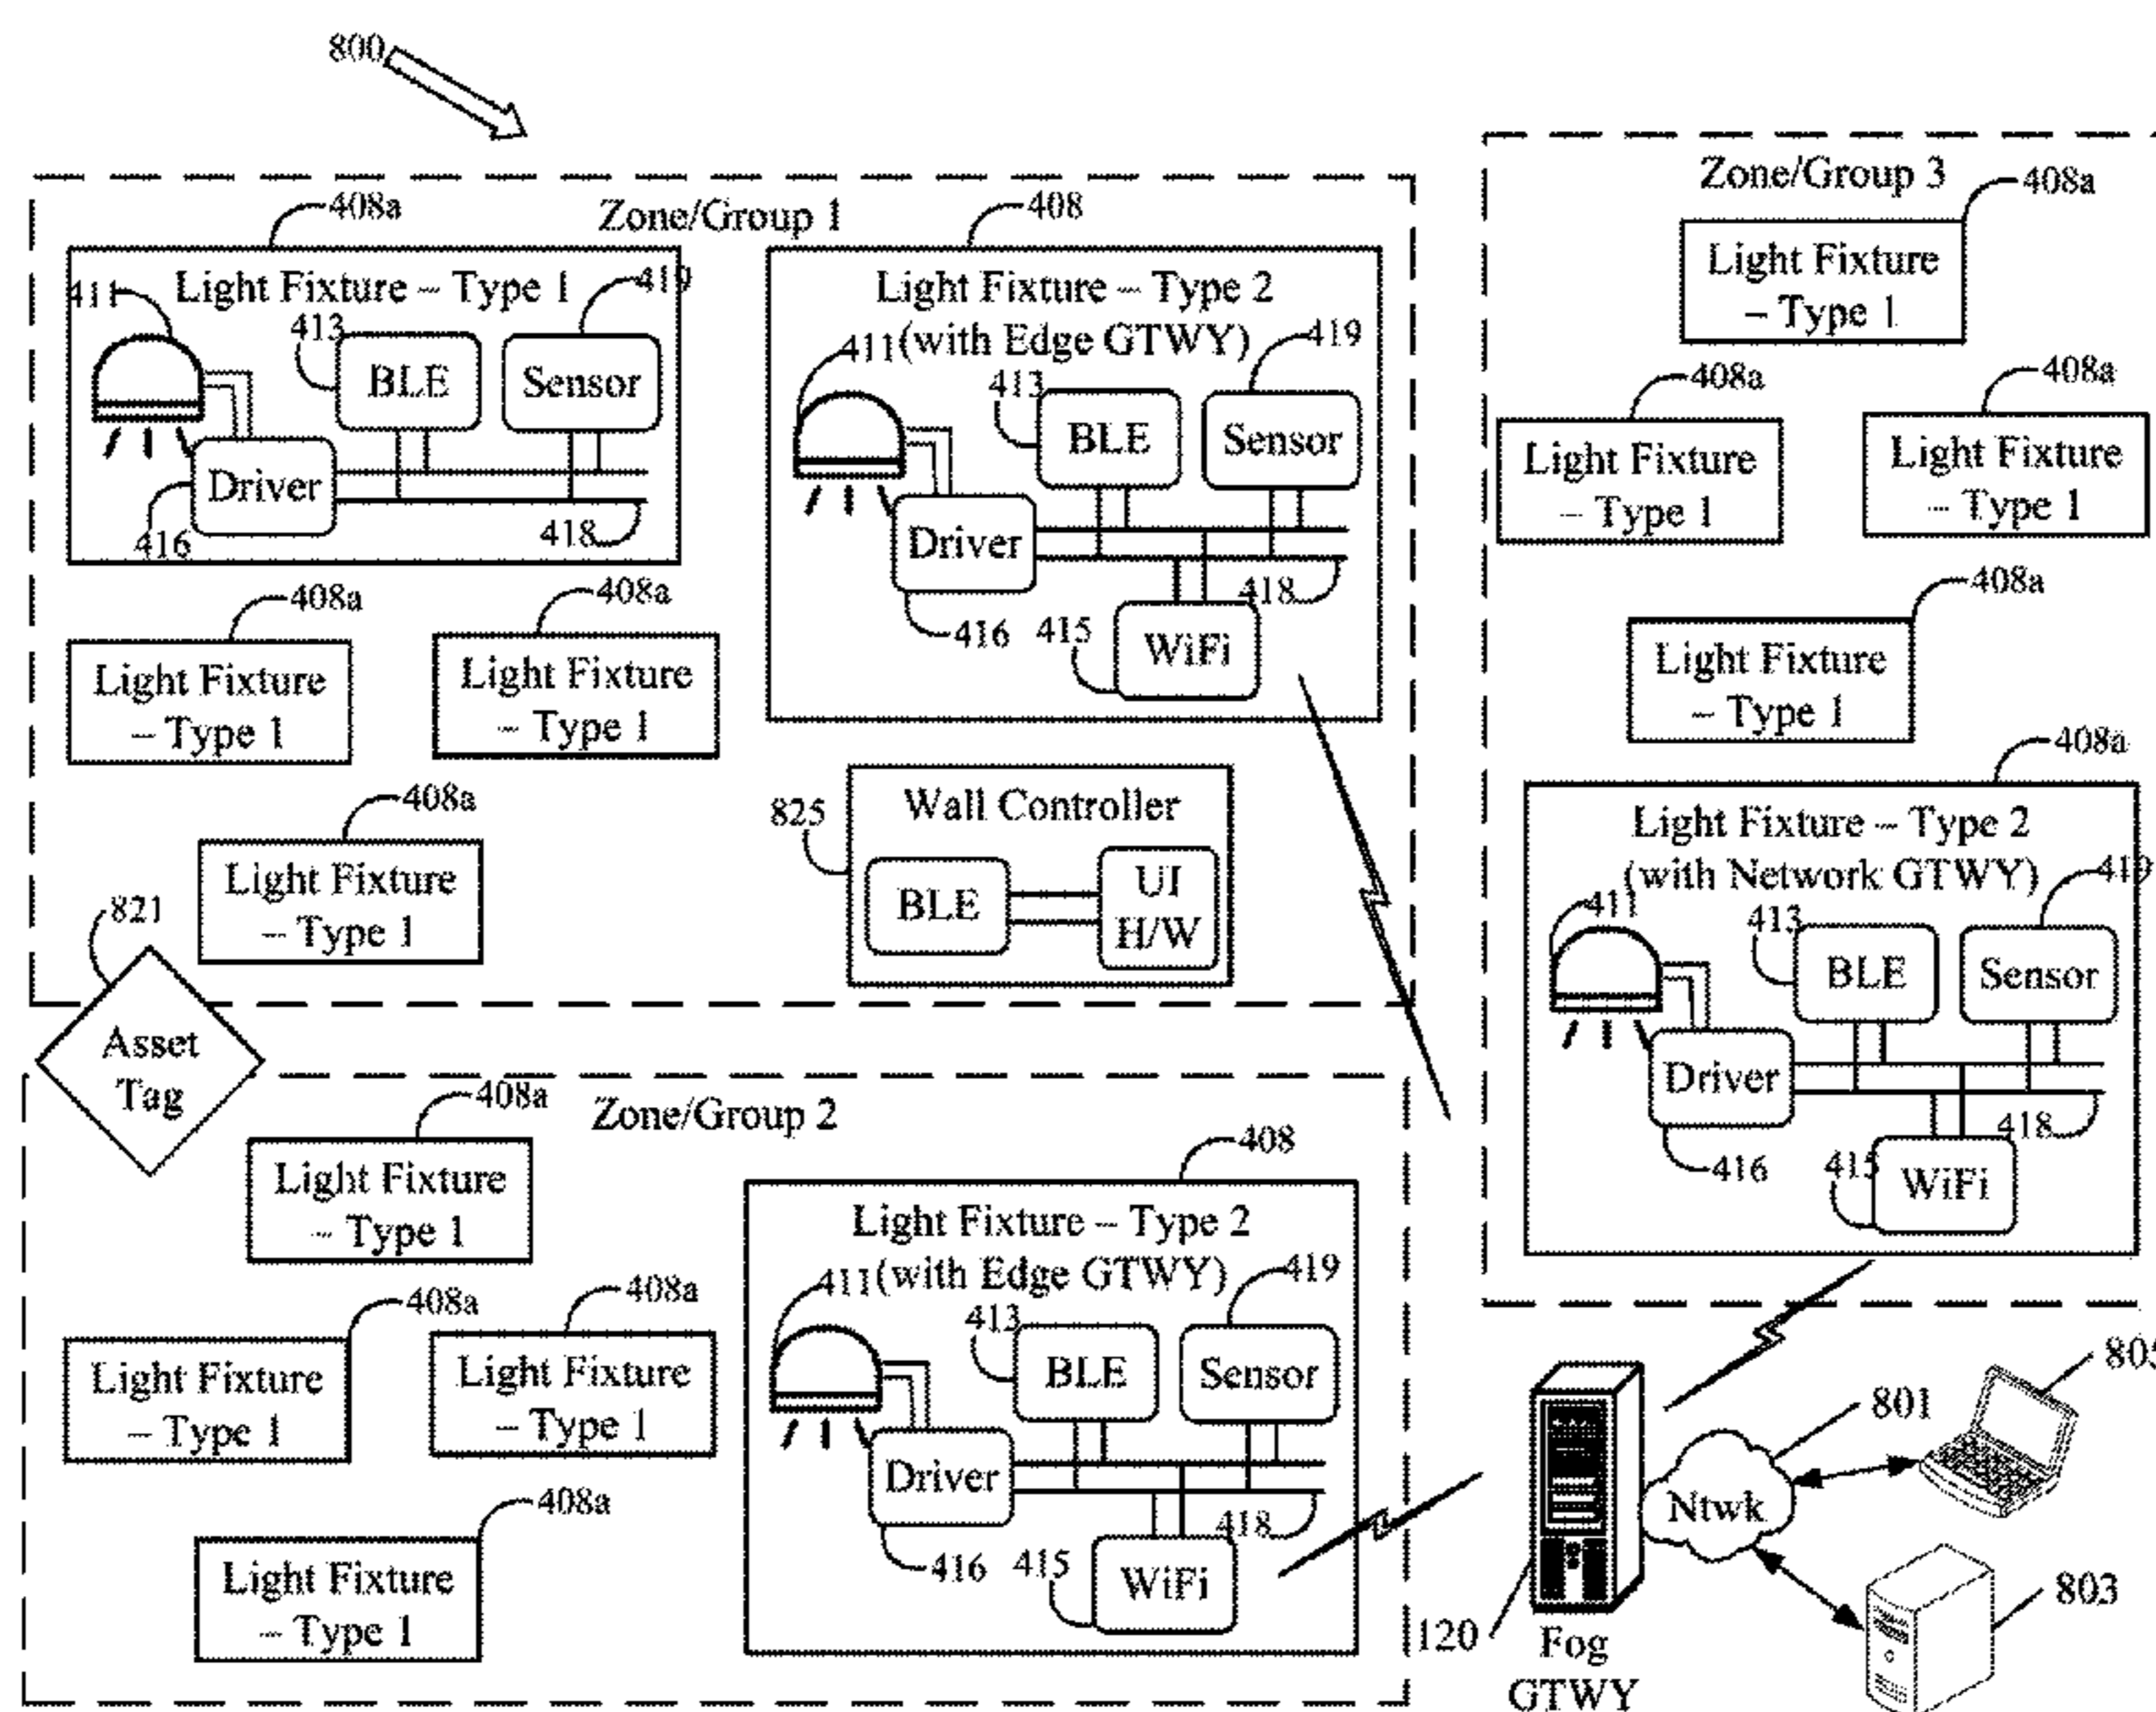 800
Zone/Group 1
408a
Light Fixture – Type 1
411
419
413
BLE
Sensor
Driver
416
418
408
Light Fixture – Type 2
(with Edge GTWY)
411
419
413
BLE
Sensor
Driver
416
418
415
WiFi
408a
Light Fixture
– Type 1
408a
Light Fixture
– Type 1
408a
Light Fixture
– Type 1
825
Wall Controller
BLE
UI
H/W
821
Asset
Tag
Zone/Group 2
408a
Light Fixture
– Type 1
408a
Light Fixture
– Type 1
408a
Light Fixture
– Type 1
408a
Light Fixture
– Type 1
408
Light Fixture – Type 2
(with Edge GTWY)
411
419
413
BLE
Sensor
Driver
416
418
415
WiFi
Zone/Group 3
408a
Light Fixture
– Type 1
408a
Light Fixture
– Type 1
408a
Light Fixture
– Type 1
408a
Light Fixture
– Type 1
408a
Light Fixture – Type 2
(with Network GTWY)
411
419
413
BLE
Sensor
Driver
416
418
415
WiFi
120
Fog
GTWY
Ntwk
801
805
803